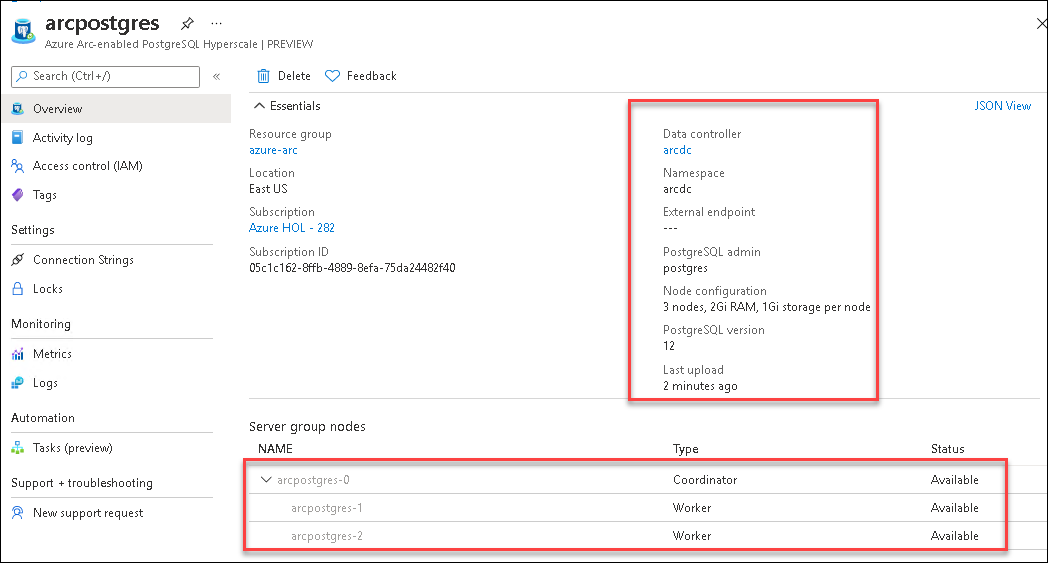 arcpostgres
...
Azure Arc-enabled PostgreSQL Hyperscale | PREVIEW
Search (Ctrl+/)
«
Overview
Activity log
Access control (IAM)
Tags
Settings
Connection Strings
Locks
Monitoring
Metrics
Logs
Automation
Tasks (preview)
Support + troubleshooting
New support request
Delete
Feedback
Essentials
JSON View
Resource group
azure-arc
Location
East US
Subscription
Azure HOL - 282
Subscription ID
05c1c162-8ffb-4889-8efa-75da24482f40
Data controller
arcdc
Namespace
arcdc
External endpoint
---
PostgreSQL admin
postgres
Node configuration
3 nodes, 2Gi RAM, 1Gi storage per node
PostgreSQL version
12
Last upload
2 minutes ago
Server group nodes
NAME Type Status
arcpostgres-0 Coordinator Available
arcpostgres-1 Worker Available
arcpostgres-2 Worker Available